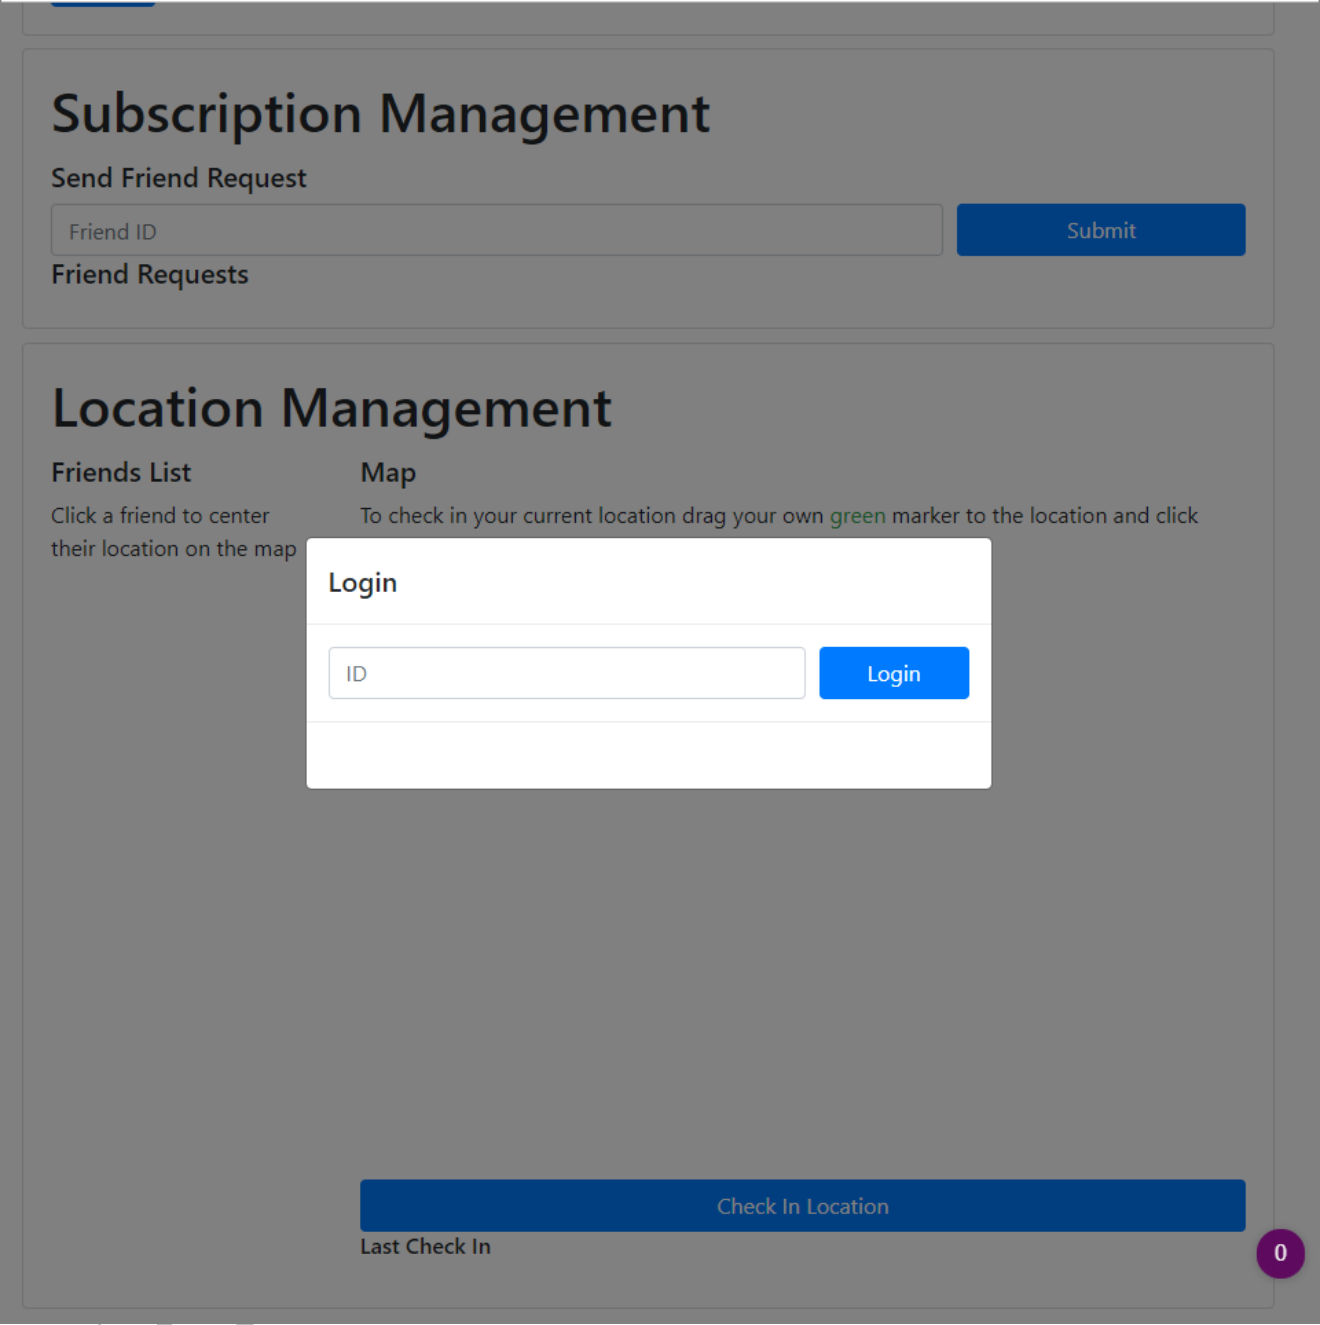 Subscription Management
Send Friend Request
Friend ID
Submit
Friend Requests
Location Management
Friends List
Map
Click a friend to center
their location on the map
To check in your current location drag your own green marker to the location and click
Login
ID
Login
Check In Location
Last Check In
0